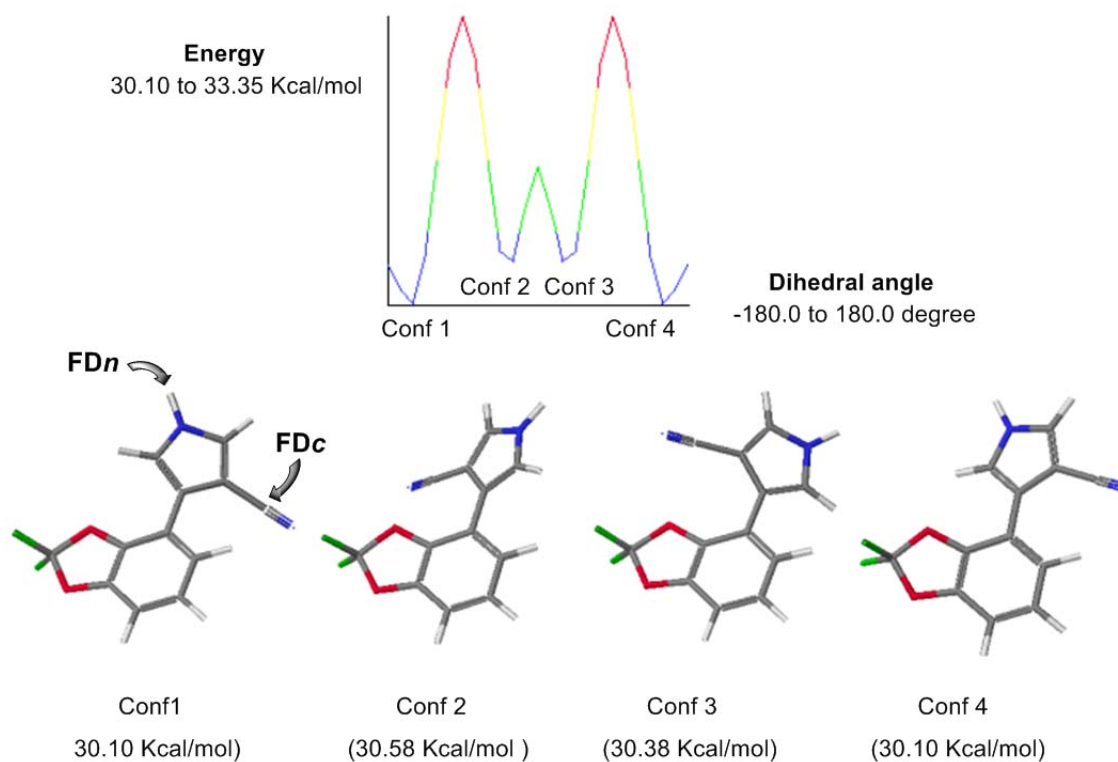 Energy
30.10 to 33.35 Kcal/mol
Conf 2 Conf 3
Dihedral angle
-180.0 to 180.0 degree
Conf 1 Conf 4
FDn
FDc
Conf1 Conf 2 Conf 3 Conf 4
30.10 Kcal/mol) (30.58 Kcal/mol ) (30.38 Kcal/mol) (30.10 Kcal/mol)